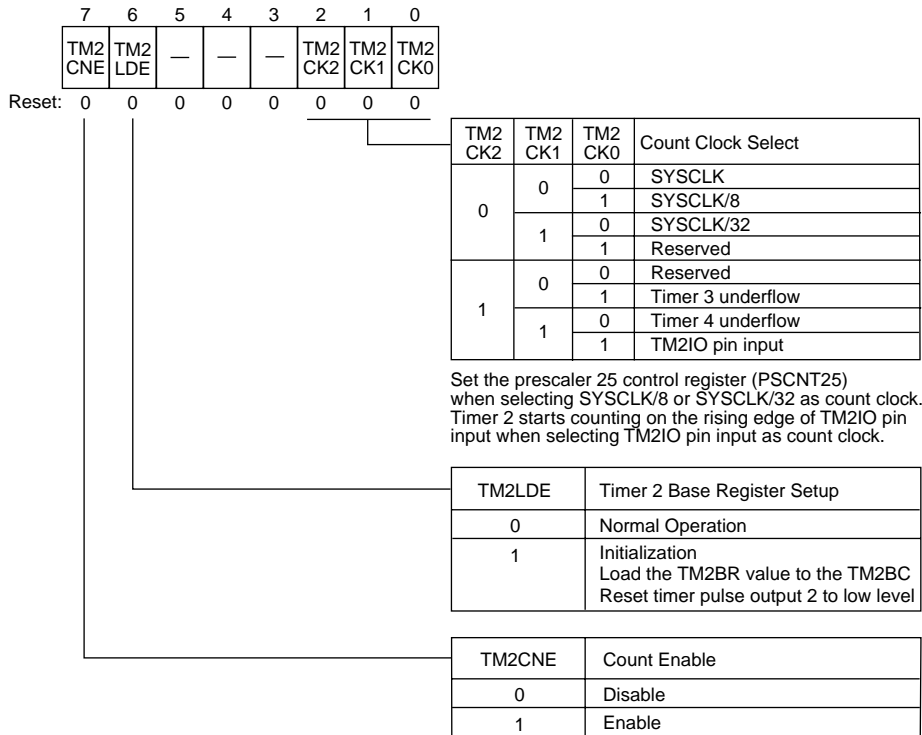 7 6 5 4 3 2 1 0
TM2 CNE TM2 LDE — — — TM2 CK2 TM2 CK1 TM2 CK0
Reset: 0 0 0 0 0 0 0 0
TM2 CK2 TM2 CK1 TM2 CK0 Count Clock Select
0 0 0 SYSCLK
1 SYSCLK/8
1 0 SYSCLK/32
1 Reserved
1 0 0 Reserved
1 Timer 3 underflow
1 0 Timer 4 underflow
1 TM2IO pin input
Set the prescaler 25 control register (PSCNT25)
when selecting SYSCLK/8 or SYSCLK/32 as count clock.
Timer 2 starts counting on the rising edge of TM2IO pin
input when selecting TM2IO pin input as count clock.
TM2LDE Timer 2 Base Register Setup
0 Normal Operation
1 Initialization
Load the TM2BR value to the TM2BC
Reset timer pulse output 2 to low level
TM2CNE Count Enable
0 Disable
1 Enable